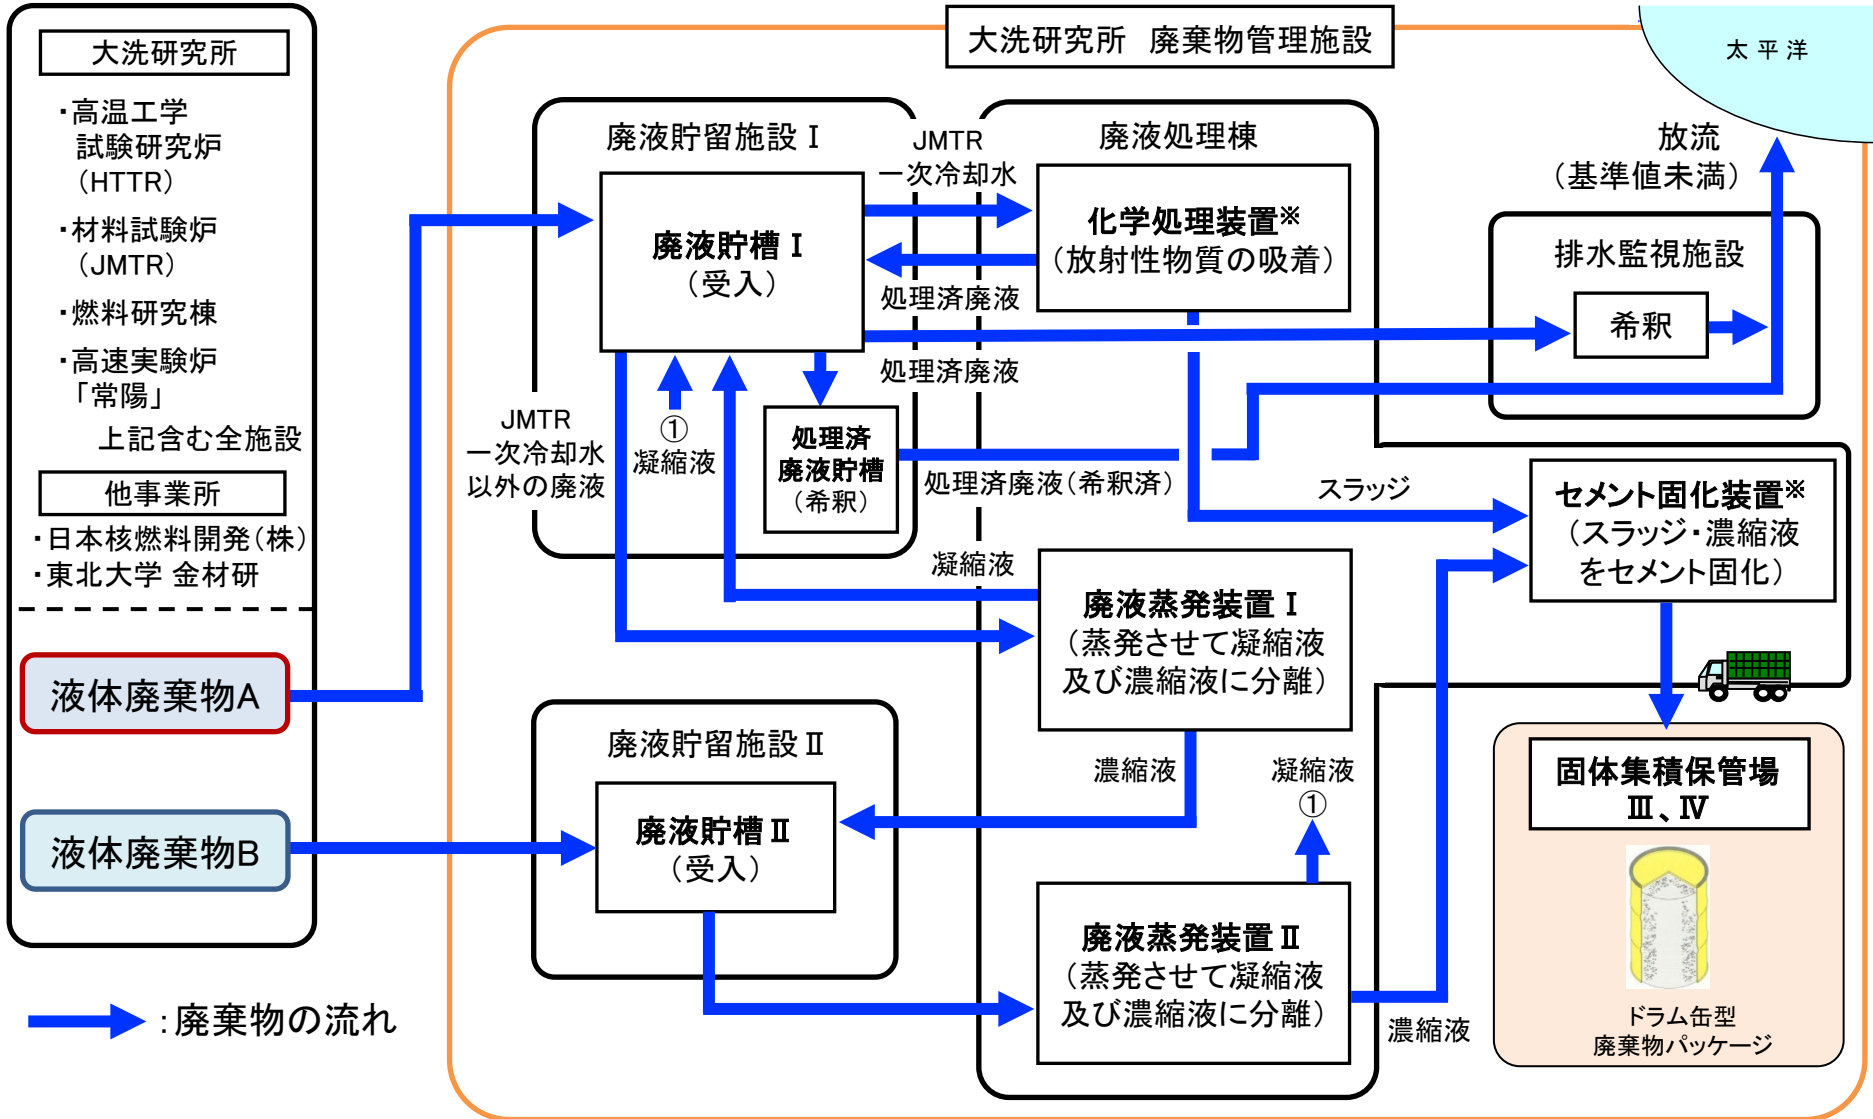 大洗研究所
・高温工学
試験研究炉
（HTTR）
・材料試験炉
（JMTR）
・燃料研究棟
・高速実験炉
「常陽」
上記含む全施設
他事業所
・日本核燃料開発（株）
・東北大学 金材研
液体廃棄物A
液体廃棄物B
：廃棄物の流れ
大洗研究所　廃棄物管理施設
太 平 洋
廃液貯留施設Ⅰ
廃液貯槽Ⅰ
（受入）
JMTR
一次冷却水
処理済廃液
処理済廃液
JMTR
一次冷却水
以外の廃液
①
凝縮液
処理済
廃液貯槽
（希釈）
処理済廃液（希釈済）
凝縮液
廃液処理棟
化学処理装置※
（放射性物質の吸着）
スラッジ
廃液蒸発装置Ⅰ
（蒸発させて凝縮液
及び濃縮液に分離）
濃縮液
凝縮液
①
廃液貯留施設Ⅱ
廃液貯槽Ⅱ
（受入）
廃液蒸発装置Ⅱ
（蒸発させて凝縮液
及び濃縮液に分離）
濃縮液
放流
（基準値未満）
排水監視施設
希釈
セメント固化装置※
（スラッジ・濃縮液
をセメント固化）
固体集積保管場
Ⅲ、Ⅳ
ドラム缶型
廃棄物パッケージ